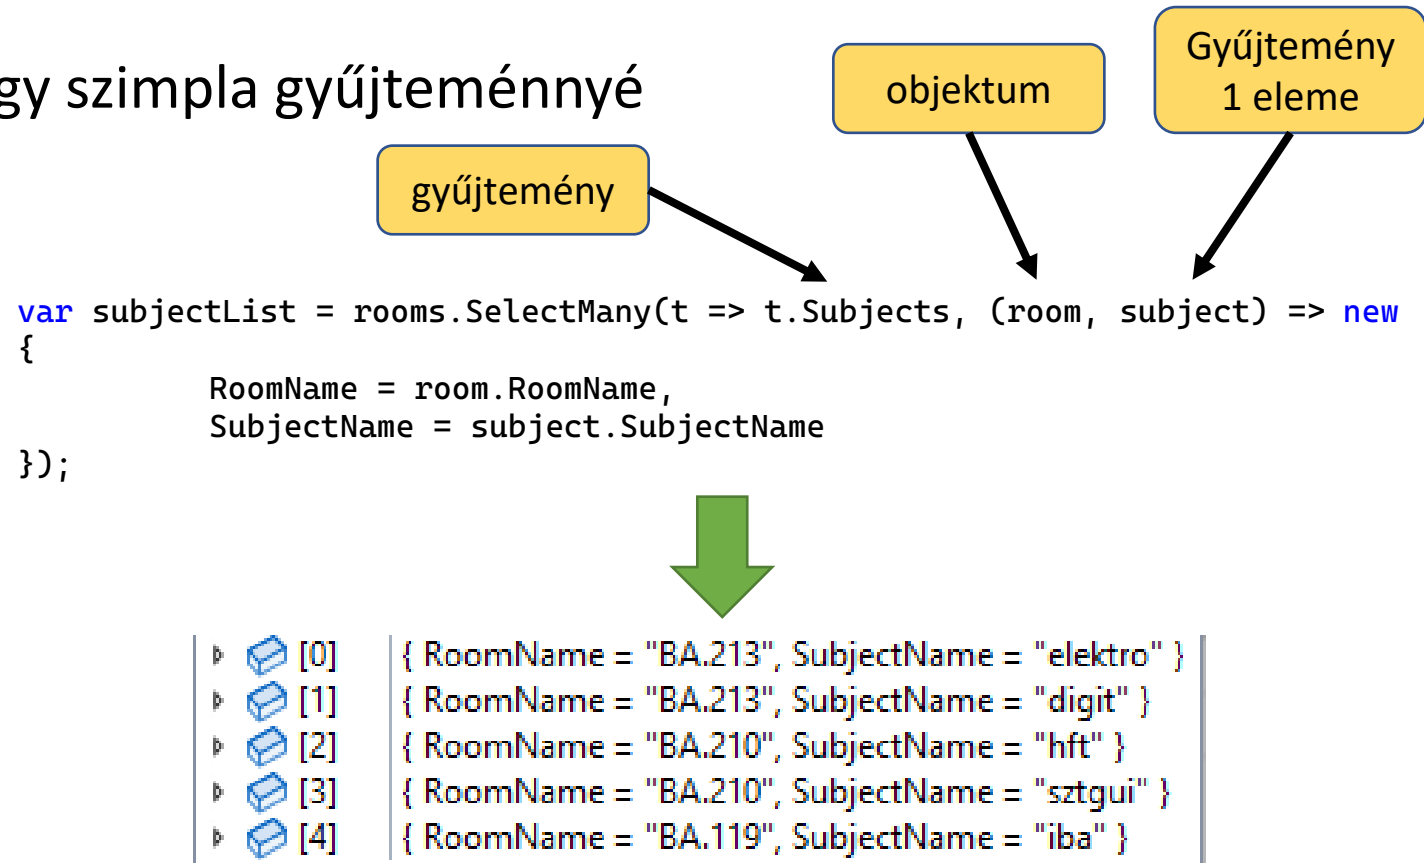 gy szimpla gyűjteménnyé
objektum
Gyűjtemény
1 eleme
gyűjtemény
var subjectList = rooms.SelectMany(t => t.Subjects, (room, subject) => new
{
RoomName = room.RoomName,
SubjectName = subject.SubjectName
});
[0] { RoomName = "BA.213", SubjectName = "elektro" }
[1] { RoomName = "BA.213", SubjectName = "digit" }
[2] { RoomName = "BA.210", SubjectName = "hft" }
[3] { RoomName = "BA.210", SubjectName = "sztgui" }
[4] { RoomName = "BA.119", SubjectName = "iba" }